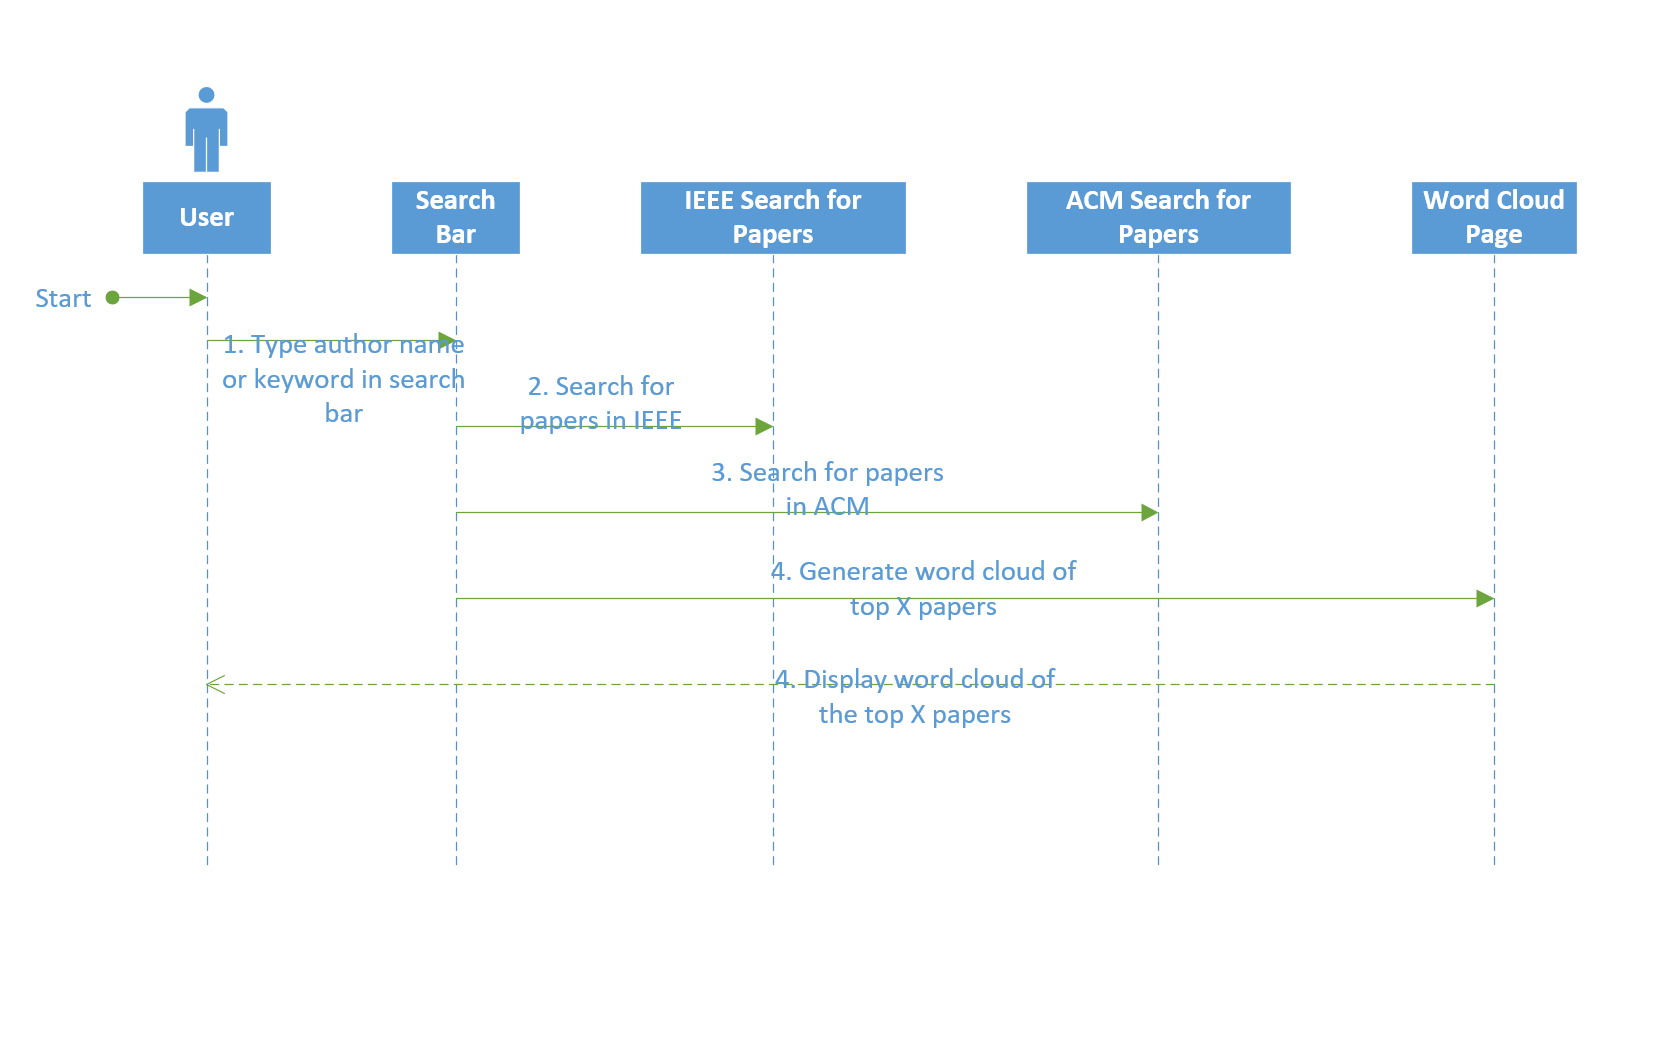 User
Search
Bar
IEEE Search for
Papers
ACM Search for
Papers
Word Cloud
Page
Start
1. Type author name
or keyword in search
bar
2. Search for
papers in IEEE
3. Search for papers
in ACM
4. Generate word cloud of
top X papers
4. Display word cloud of
the top X papers